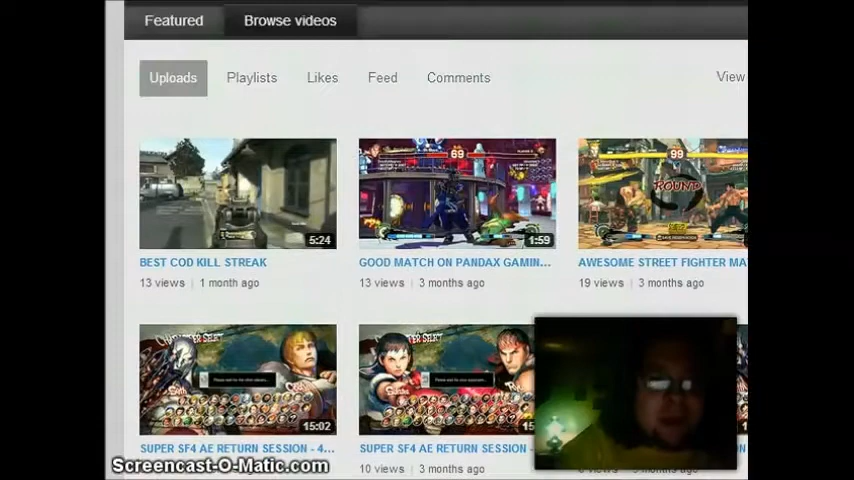 Featured
Browse videos
Uploads
Playlists
Likes
Feed
Comments
View
69
99
ROUND
5:24
1:59
BEST COD KILL STREAK
GOOD MATCH ON PANDAX GAMIN...
AWESOME STREET FIGHTER MA
13 views | 1 month ago
13 views | 3 months ago
19 views | 3 months ago
15:02
SUPER SF4 AE RETURN SESSION - 4...
SUPER SF4 AE RETURN SESSION -
10 views | 3 months ago
Screencast-O-Matic.com